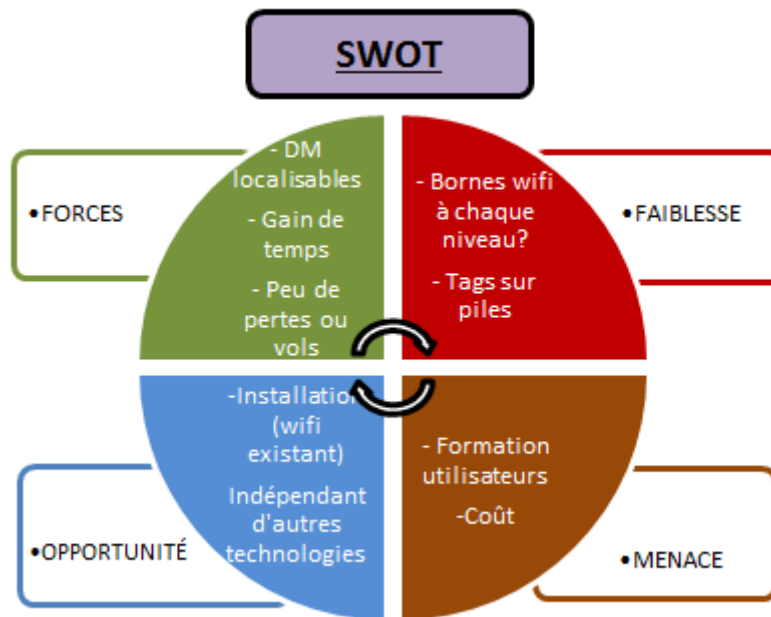 SWOT
•FORCES
- DM
localisables
- Gain de
temps
- Peu de
pertes ou
vols
- Bornes wifi
à chaque
niveau?
- Tags sur
piles
•FAIBLESSE
•OPPORTUNITÉ
-Installation
(wifi
existant)
Indépendant
d'autres
technologies
- Formation
utilisateurs
-Coût
•MENACE